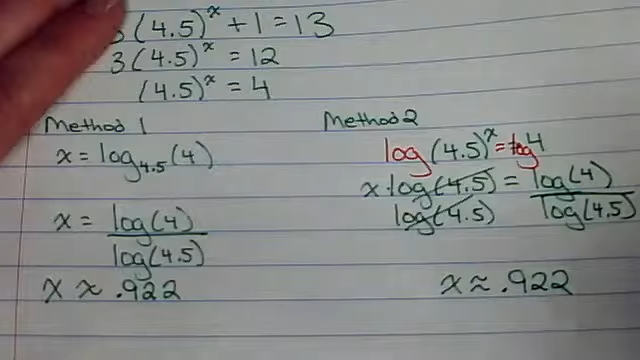 3(4.5)^x + 1 = 13
3(4.5)^x = 12
(4.5)^x = 4
Method 1
x = log_4.5(4)
x = log(4)
log(4.5)
x ≈ .922
Method 2
log(4.5)^x = log 4
x log(4.5) = log(4)
log(4.5) log(4.5)
x ≈ .922